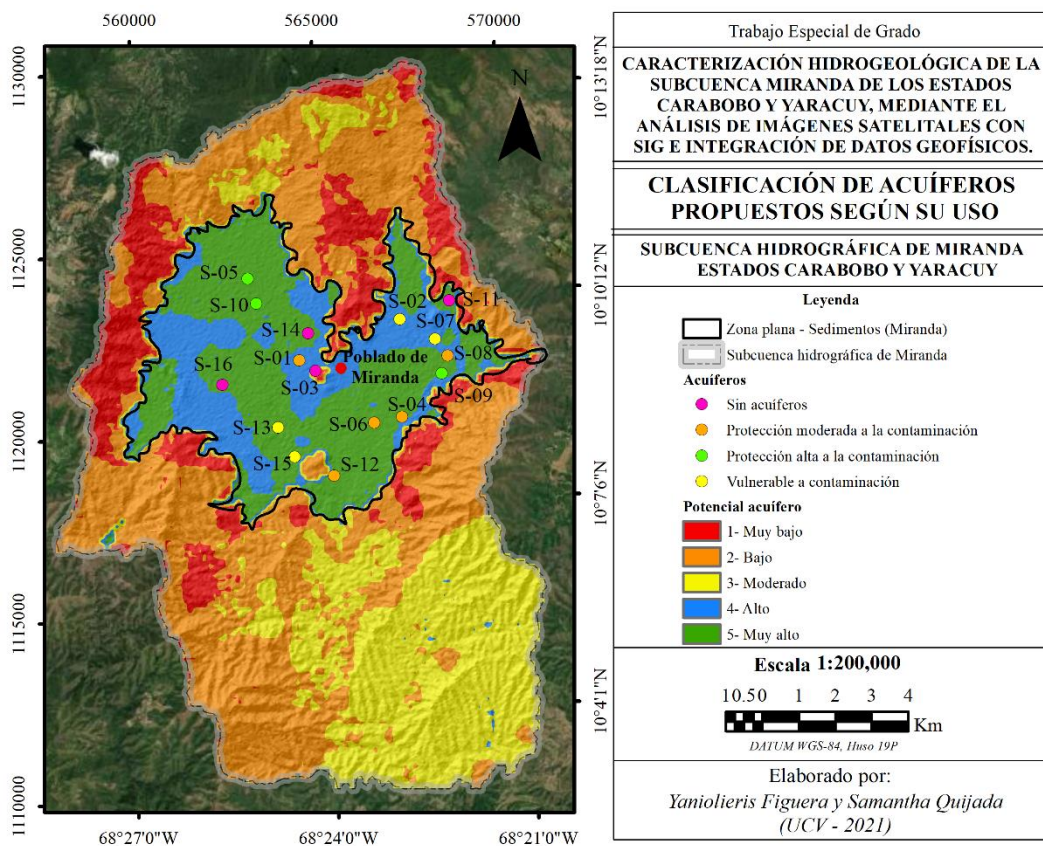 560000
565000
570000
1130000
1125000
1120000
1115000
1110000
10°13'18"N
10°10'12"N
10°7'6"N
10°4'1"N
68°27'0"W
68°24'0"W
68°21'0"W
N
S-05
S-10
S-02
S-11
S-07
S-14
S-01
S-08
S-16
Poblado de
Miranda
S-03
S-09
S-04
S-06
S-13
S-15
S-12
Trabajo Especial de Grado
CARACTERIZACIÓN HIDROGEOLÓGICA DE LA
SUBCUENCA MIRANDA DE LOS ESTADOS
CARABOBO Y YARACUY, MEDIANTE EL
ANÁLISIS DE IMÁGENES SATELITALES CON
SIG E INTEGRACIÓN DE DATOS GEOFÍSICOS.
CLASIFICACIÓN DE ACUÍFEROS
PROPUESTOS SEGÚN SU USO
SUBCUENCA HIDROGRÁFICA DE MIRANDA
ESTADOS CARABOBO Y YARACUY
Leyenda
Zona plana - Sedimentos (Miranda)
Subcuenca hidrográfica de Miranda
Acuíferos
Sin acuíferos
Protección moderada a la contaminación
Protección alta a la contaminación
Vulnerable a contaminación
Potencial acuífero
1- Muy bajo
2- Bajo
3- Moderado
4- Alto
5- Muy alto
Escala 1:200,000
10.50 1 2 3 4
Km
DATUM WGS-84, Huso 19P
Elaborado por:
Yaniolieris Figuera y Samantha Quijada
(UCV - 2021)